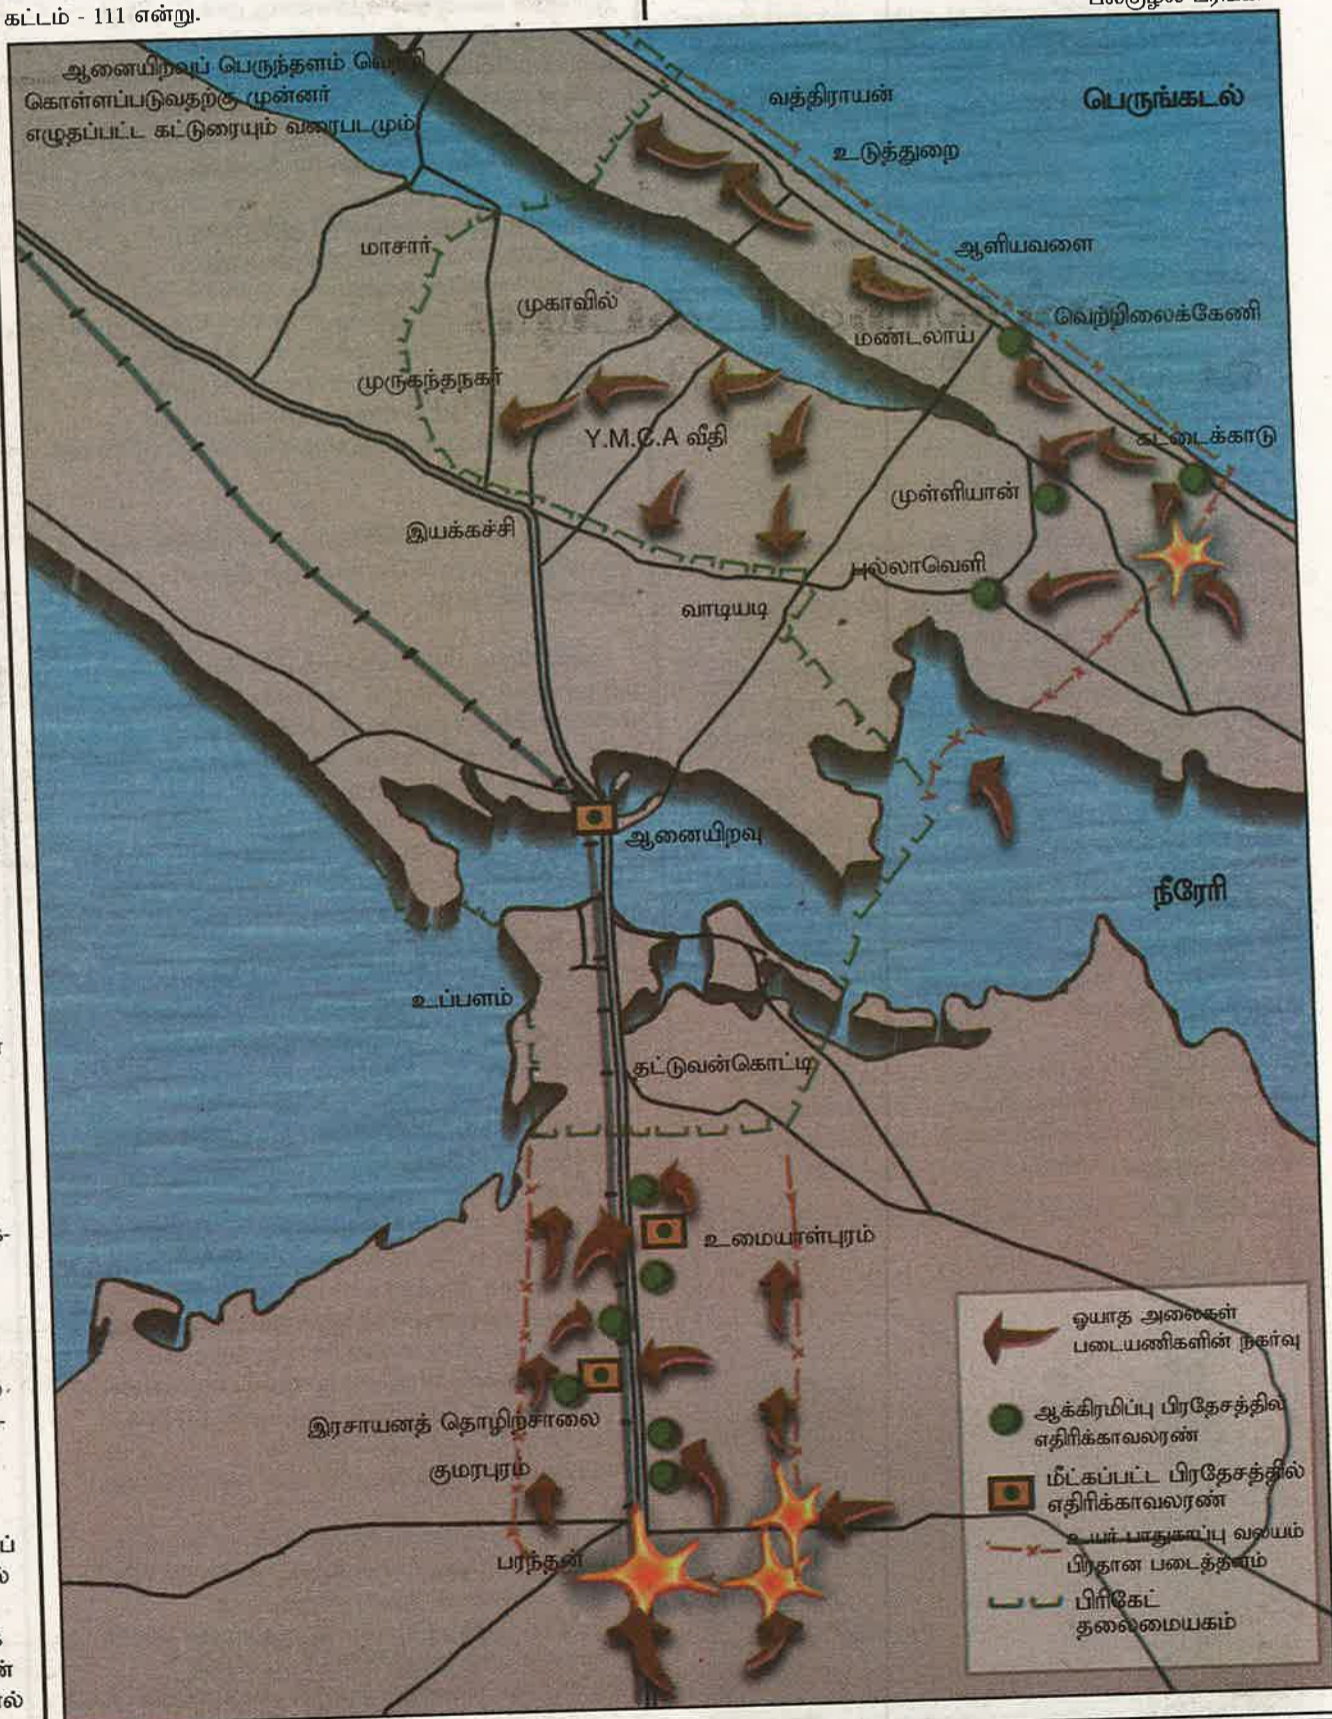 கட்டம் - 111 என்று.
ஆனையிறவுப் பெருந்தளம் வெற்றி
கொள்ளப்படுவதற்கு முன்னர்
எழுதப்பட்ட கட்டுரையும் வரைபடமும்
வத்திராயன்
பெருங்கடல்
உடுத்துறை
மாசார்
ஆளியவளை
முகாவில்
வெற்றிலைக்கேணி
மண்டலாய்
முருகந்தநகர்
Y.M.C.A வீதி
கட்டைக்காடு
முள்ளியான்
இயக்கச்சி
புல்லாவெளி
வாடியடி
ஆனையிறவு
நீரேரி
உப்பளம்
தட்டுவன்கொட்டி
உமையாள்புரம்
இரசாயனத் தொழிற்சாலை
குமரபுரம்
பரந்தன்
ஓயாத அலைகள்
படையணிகளின் நகர்வு
ஆக்கிரமிப்பு பிரதேசத்தில்
எதிரிக்காவலரண்
மீட்கப்பட்ட பிரதேசத்தில்
எதிரிக்காவலரண்
உயர் பாதுகாப்பு வலயம்
பிரதான படைத்தளம்
பிரிகேட்
தலைமையகம்